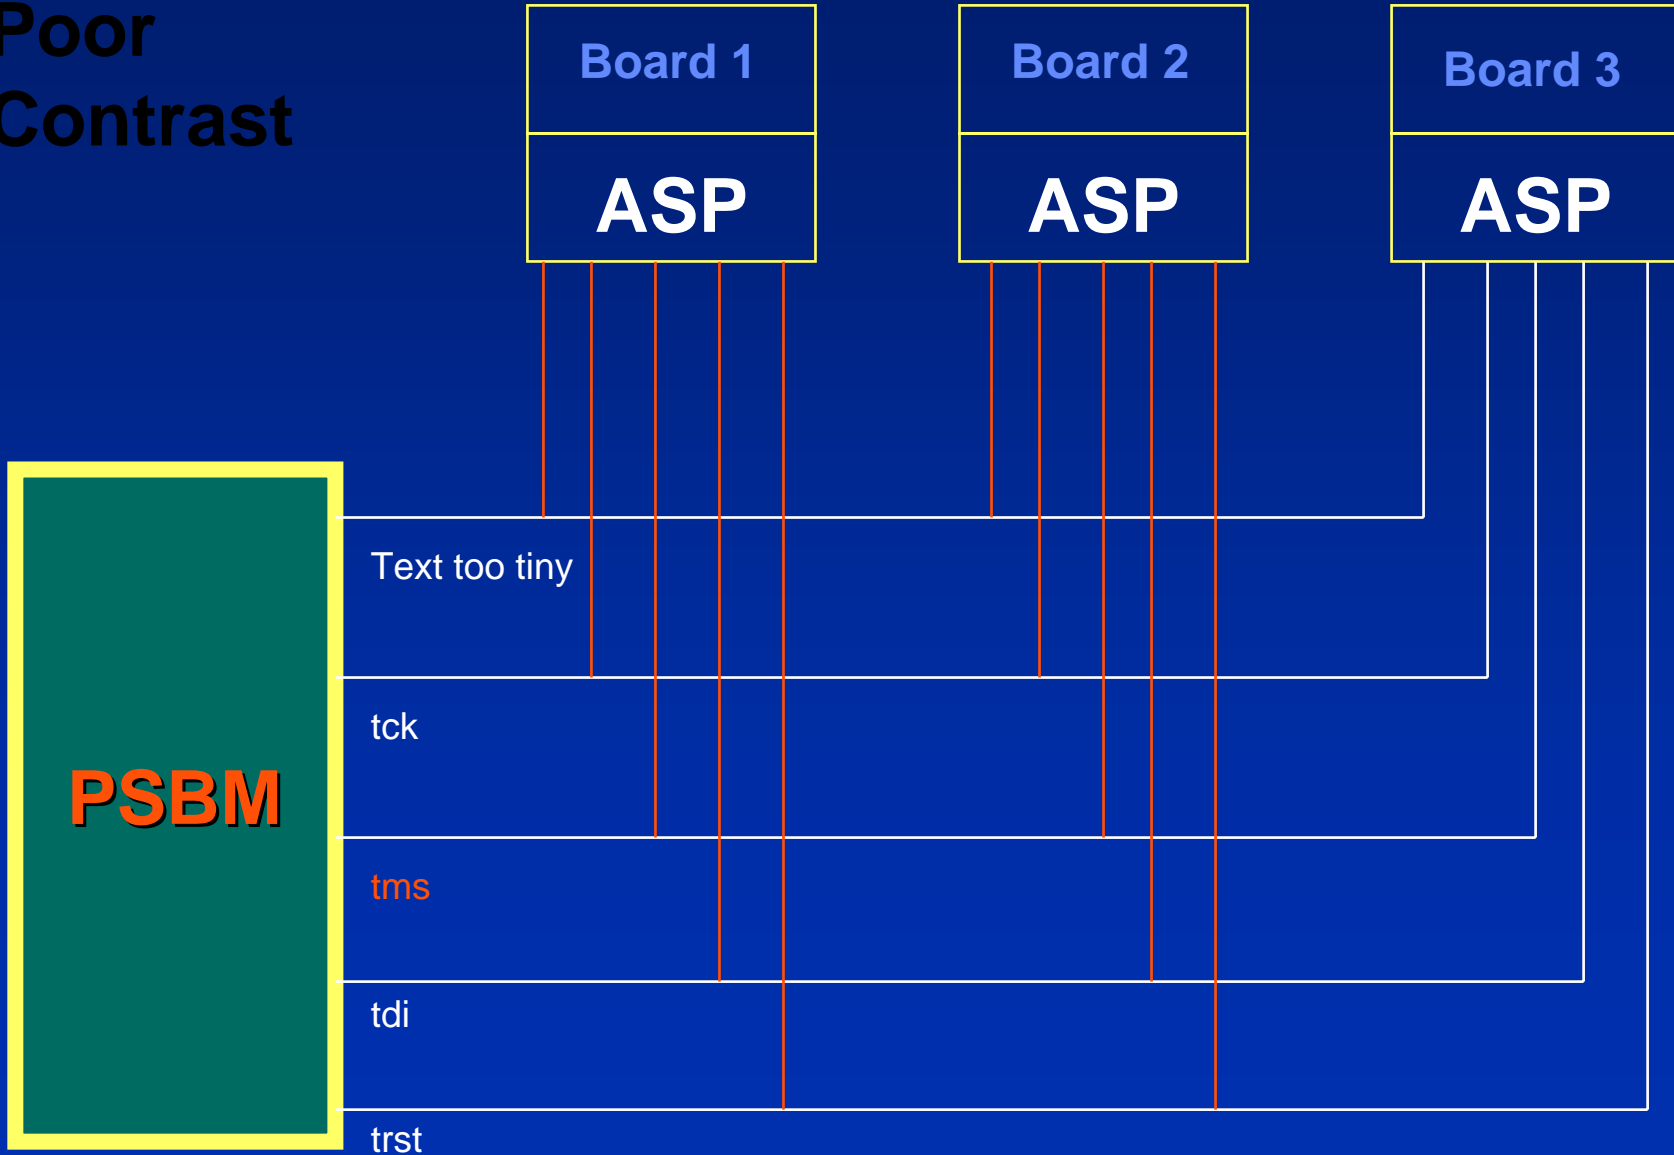 Poor
Contrast
Board 1
Board 2
Board 3
ASP
ASP
ASP
Text too tiny
tck
PSBM
tms
tdi
trst